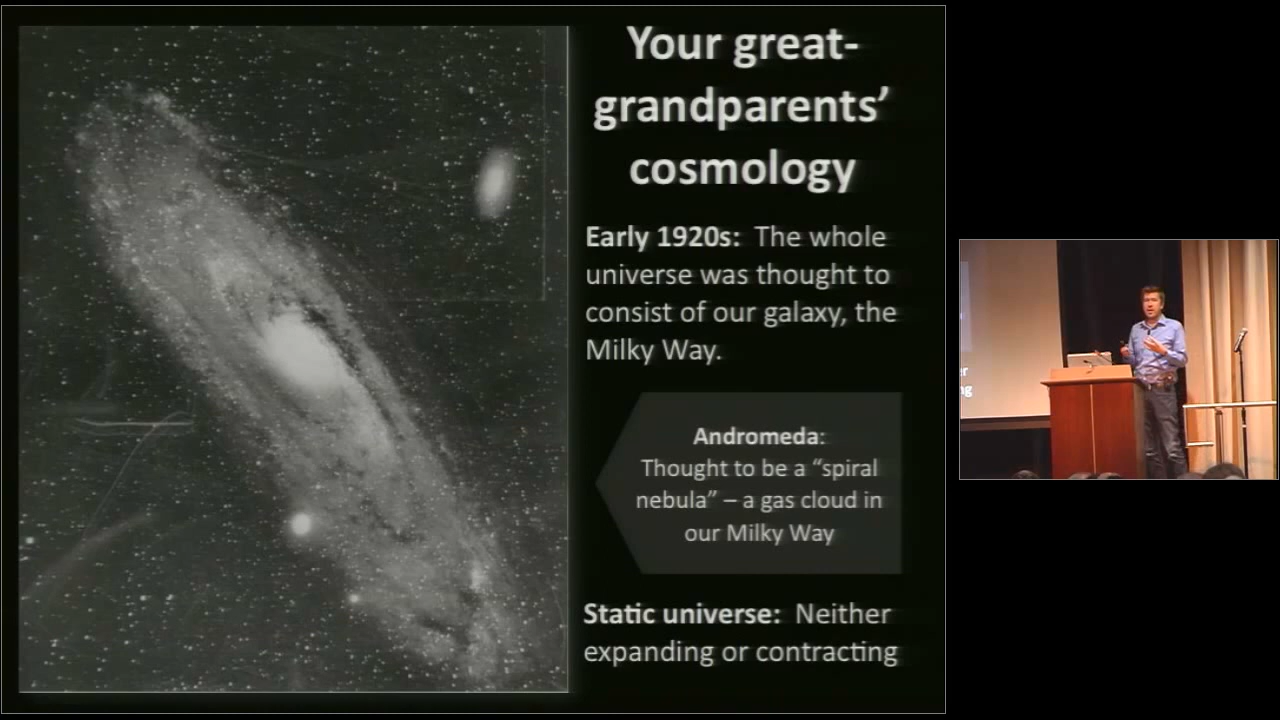 Your great-
grandparents’
cosmology
Early 1920s: The whole
universe was thought to
consist of our galaxy, the
Milky Way.
Andromeda:
Thought to be a “spiral
nebula” – a gas cloud in
our Milky Way
Static universe: Neither
expanding or contracting